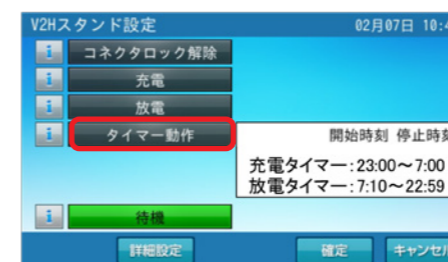 V2Hスタンド設定 02月07日 10:4
i コネクタロック解除
i 充電
i 放電
i タイマー動作
開始時刻 停止時刻
充電タイマー：23:00～7:00
放電タイマー：7:10～22:59
i 待機
詳細設定 確定 キャンセル